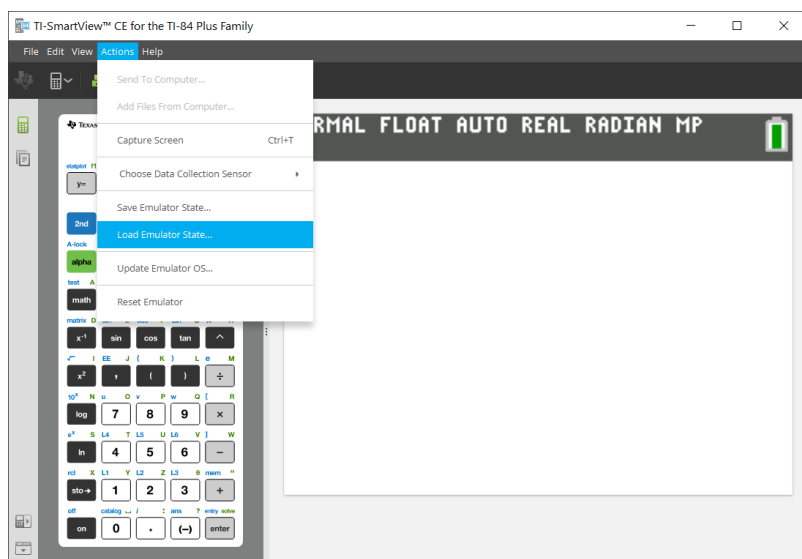 TI-SmartView™ CE for the TI-84 Plus Family
File Edit View Actions Help
Send To Computer...
Add Files From Computer...
Capture Screen Ctrl+T
Choose Data Collection Sensor
Save Emulator State...
Load Emulator State...
Update Emulator OS...
Reset Emulator
RMAL FLOAT AUTO REAL RADIAN MP
TEXAS
statplot f1
y=
2nd
A-lock
alpha
test A
math
matrix D
x⁻¹ sin cos tan ^
√ I EE J { K } L e M
x² , ( ) ÷
10ˣ N u O v P w Q [ R
log 7 8 9 ×
eˣ S L4 T L5 U L6 V ] W
ln 4 5 6 −
rcl X L1 Y L2 Z L3 θ mem "
sto→ 1 2 3 +
off catalog ⎵ i : ans ? entry solve
on 0 . (−) enter